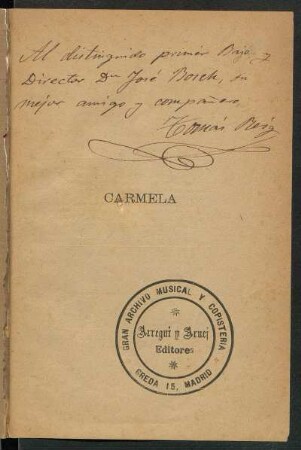 Al distinguido primer Bajo y
Director Dn José Bosch, su
mejor amigo y compañero
Tomás Reig
CARMELA
GRAN ARCHIVO MUSICAL Y COPISTERIA
Arregui y Aruej
Editores
GREDA 15, MADRID